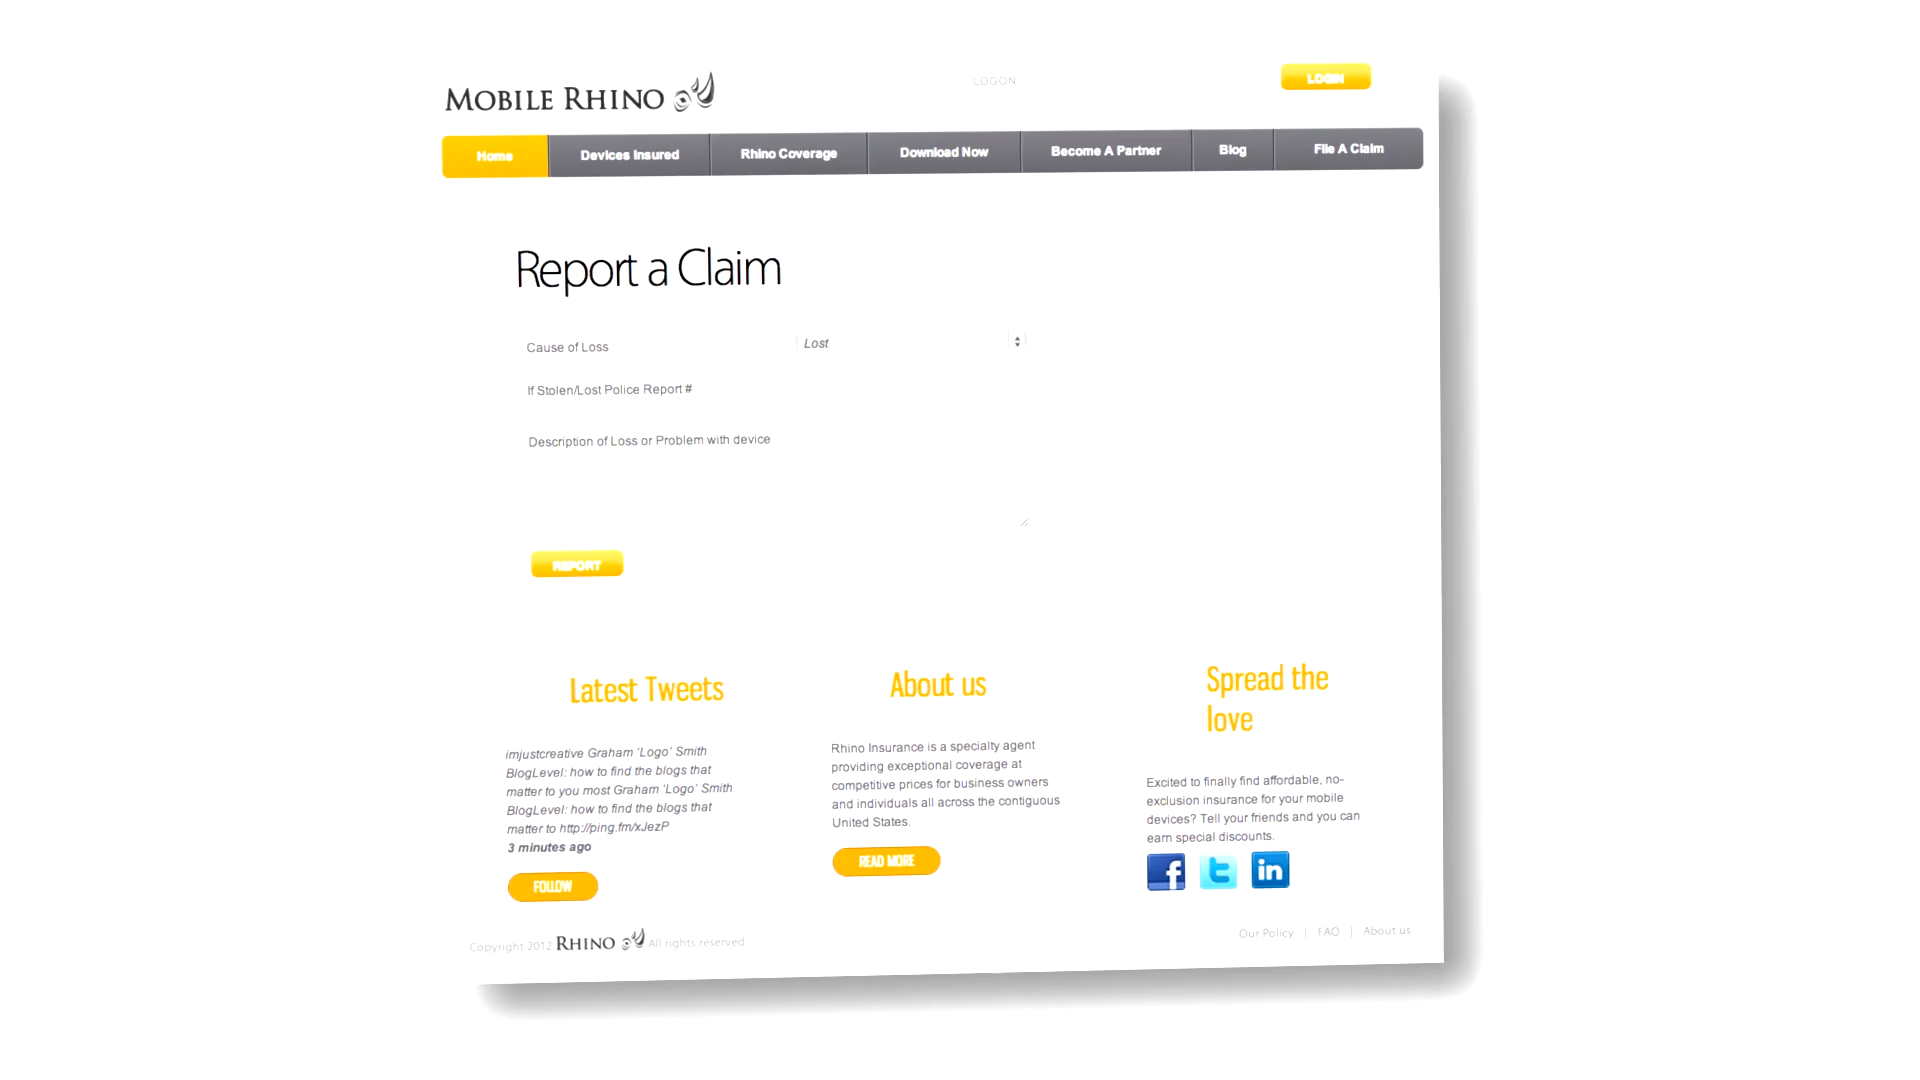 MOBILE RHINO
LOGON
LOGIN
Home
Devices Insured
Rhino Coverage
Download Now
Become A Partner
Blog
File A Claim
Report a Claim
Cause of Loss
Lost
If Stolen/Lost Police Report #
Description of Loss or Problem with device
REPORT
Latest Tweets
imjustcreative Graham ‘Logo’ Smith
BlogLevel: how to find the blogs that
matter to you most Graham ‘Logo’ Smith
BlogLevel: how to find the blogs that
matter to http://ping.fm/xJezP
3 minutes ago
FOLLOW
About us
Rhino Insurance is a specialty agent
providing exceptional coverage at
competitive prices for business owners
and individuals all across the contiguous
United States.
READ MORE
Spread the
love
Excited to finally find affordable, no-
exclusion insurance for your mobile
devices? Tell your friends and you can
earn special discounts.
f
t
in
Copyright 2012 RHINO All rights reserved
Our Policy | FAQ | About us